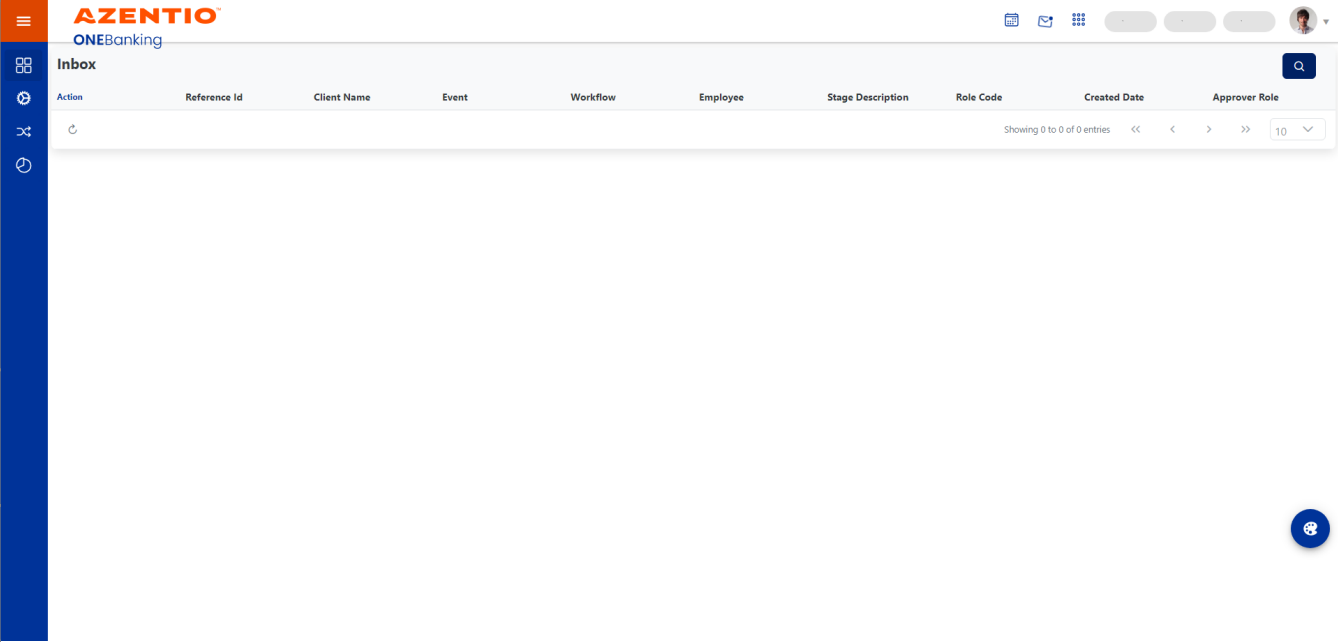 AZENTIO™
ONEBanking
Inbox
Action Reference Id Client Name Event Workflow Employee Stage Description Role Code Created Date Approver Role
Showing 0 to 0 of 0 entries 10